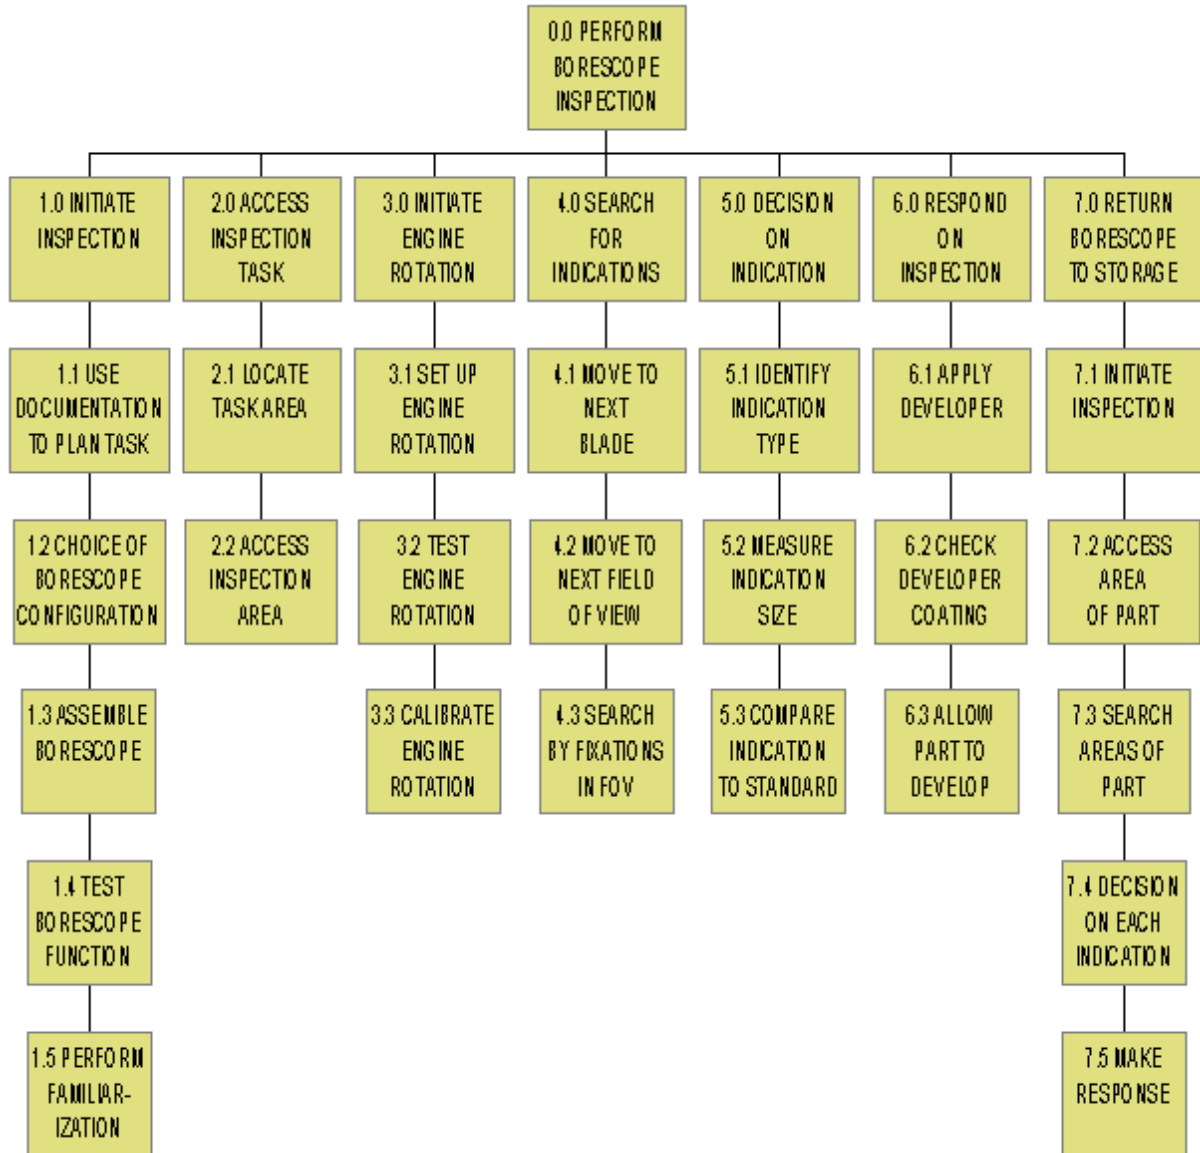 0.0 PERFORM
BORESCOPE
INSPECTION
1.0 INITIATE
INSPECTION
2.0 ACCESS
INSPECTION
TASK
3.0 INITIATE
ENGINE
ROTATION
4.0 SEARCH
FOR
INDICATIONS
5.0 DECISION
ON
INDICATION
6.0 RESPOND
ON
INSPECTION
7.0 RETURN
BORESCOPE
TO STORAGE
1.1 USE
DOCUMENTATION
TO PLAN TASK
2.1 LOCATE
TASK AREA
3.1 SET UP
ENGINE
ROTATION
4.1 MOVE TO
NEXT
BLADE
5.1 IDENTIFY
INDICATION
TYPE
6.1 APPLY
DEVELOPER
7.1 INITIATE
INSPECTION
1.2 CHOICE OF
BORESCOPE
CONFIGURATION
2.2 ACCESS
INSPECTION
AREA
3.2 TEST
ENGINE
ROTATION
4.2 MOVE TO
NEXT FIELD
OF VIEW
5.2 MEASURE
INDICATION
SIZE
6.2 CHECK
DEVELOPER
COATING
7.2 ACCESS
AREA
OF PART
1.3 ASSEMBLE
BORESCOPE
3.3 CALIBRATE
ENGINE
ROTATION
4.3 SEARCH
BY FIXATIONS
IN FOV
5.3 COMPARE
INDICATION
TO STANDARD
6.3 ALLOW
PART TO
DEVELOP
7.3 SEARCH
AREAS OF
PART
1.4 TEST
BORESCOPE
FUNCTION
7.4 DECISION
ON EACH
INDICATION
1.5 PERFORM
FAMILIAR-
IZATION
7.5 MAKE
RESPONSE